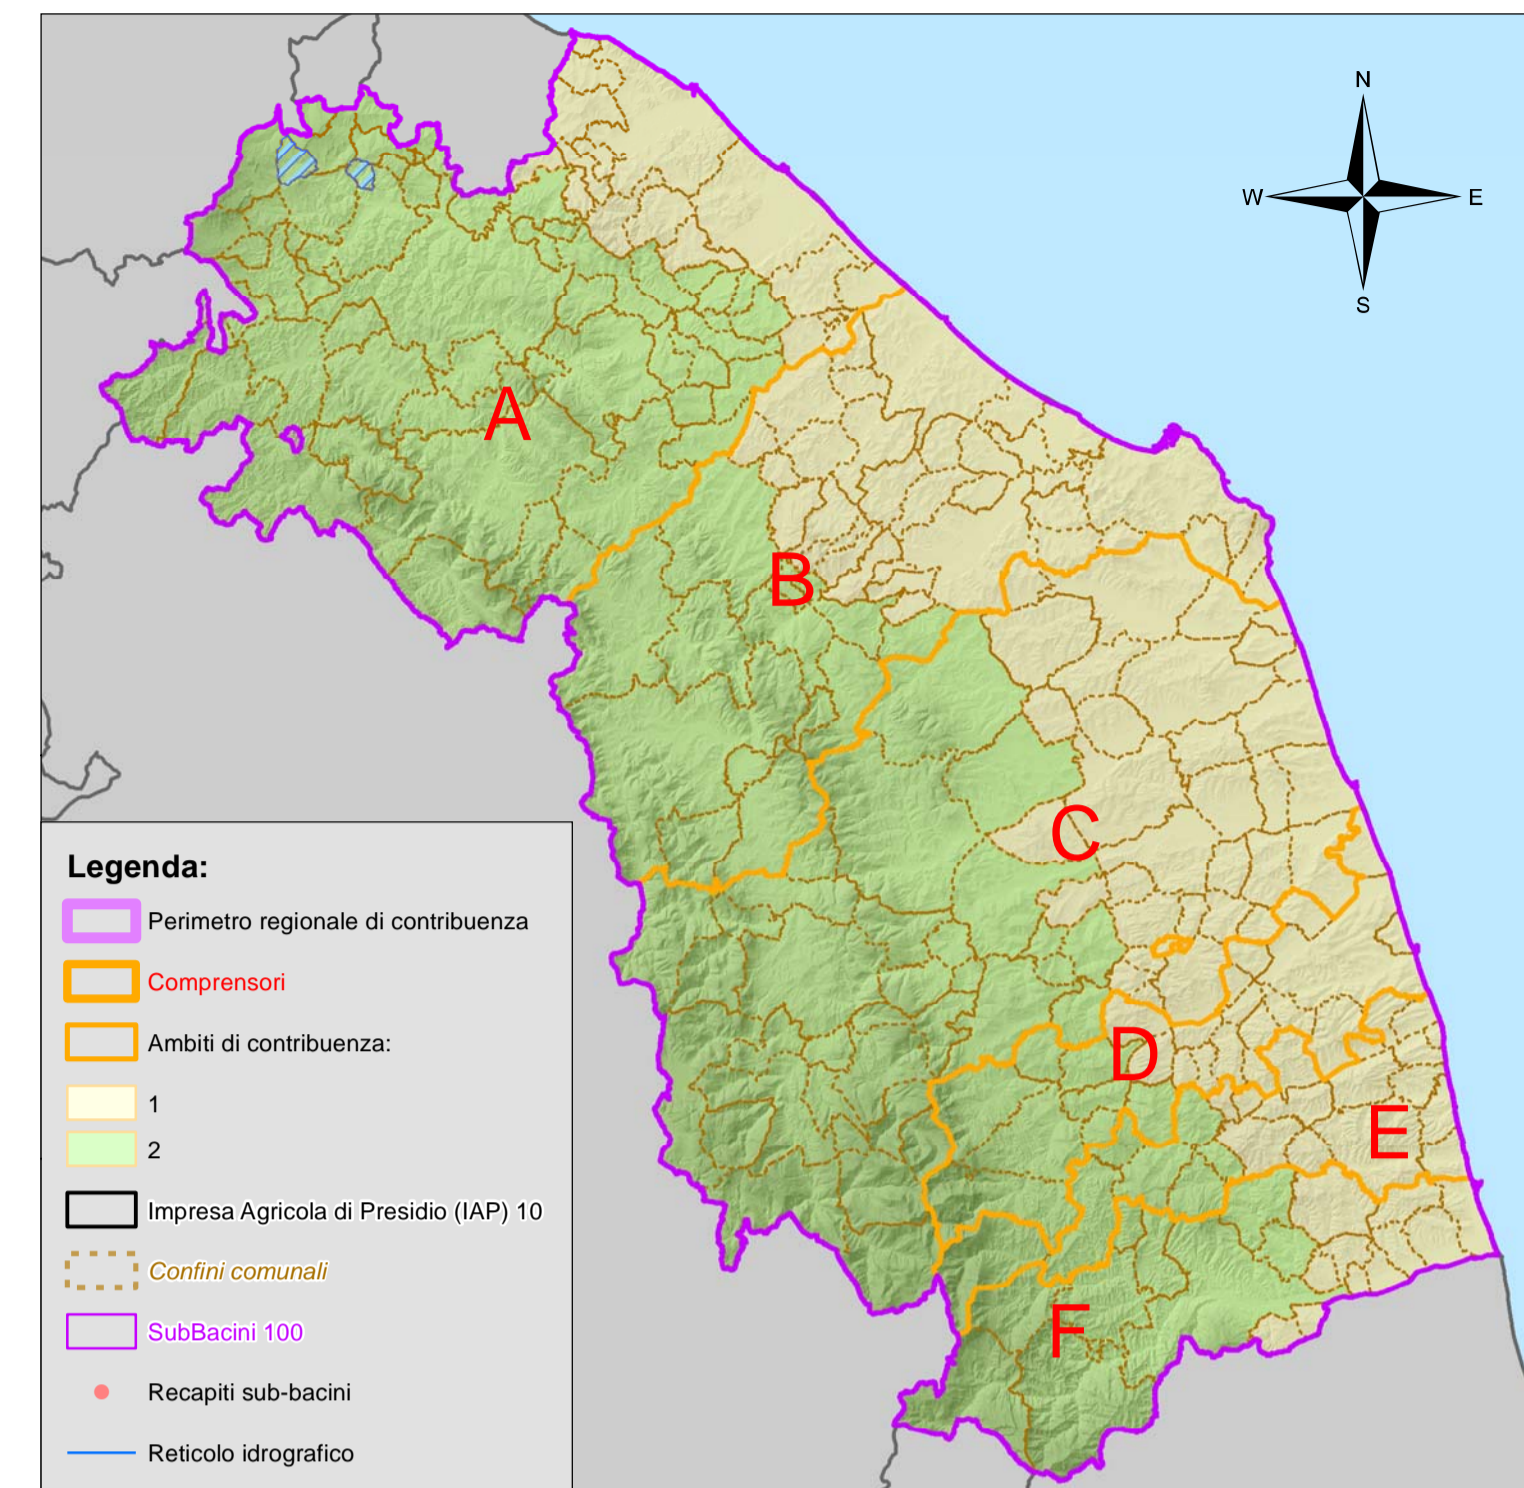 N
W
E
S
A
B
C
D
E
F
Legenda:
Perimetro regionale di contribuenza
Comprensori
Ambiti di contribuenza:
1
2
Impresa Agricola di Presidio (IAP) 10
Confini comunali
SubBacini 100
Recapiti sub-bacini
Reticolo idrografico